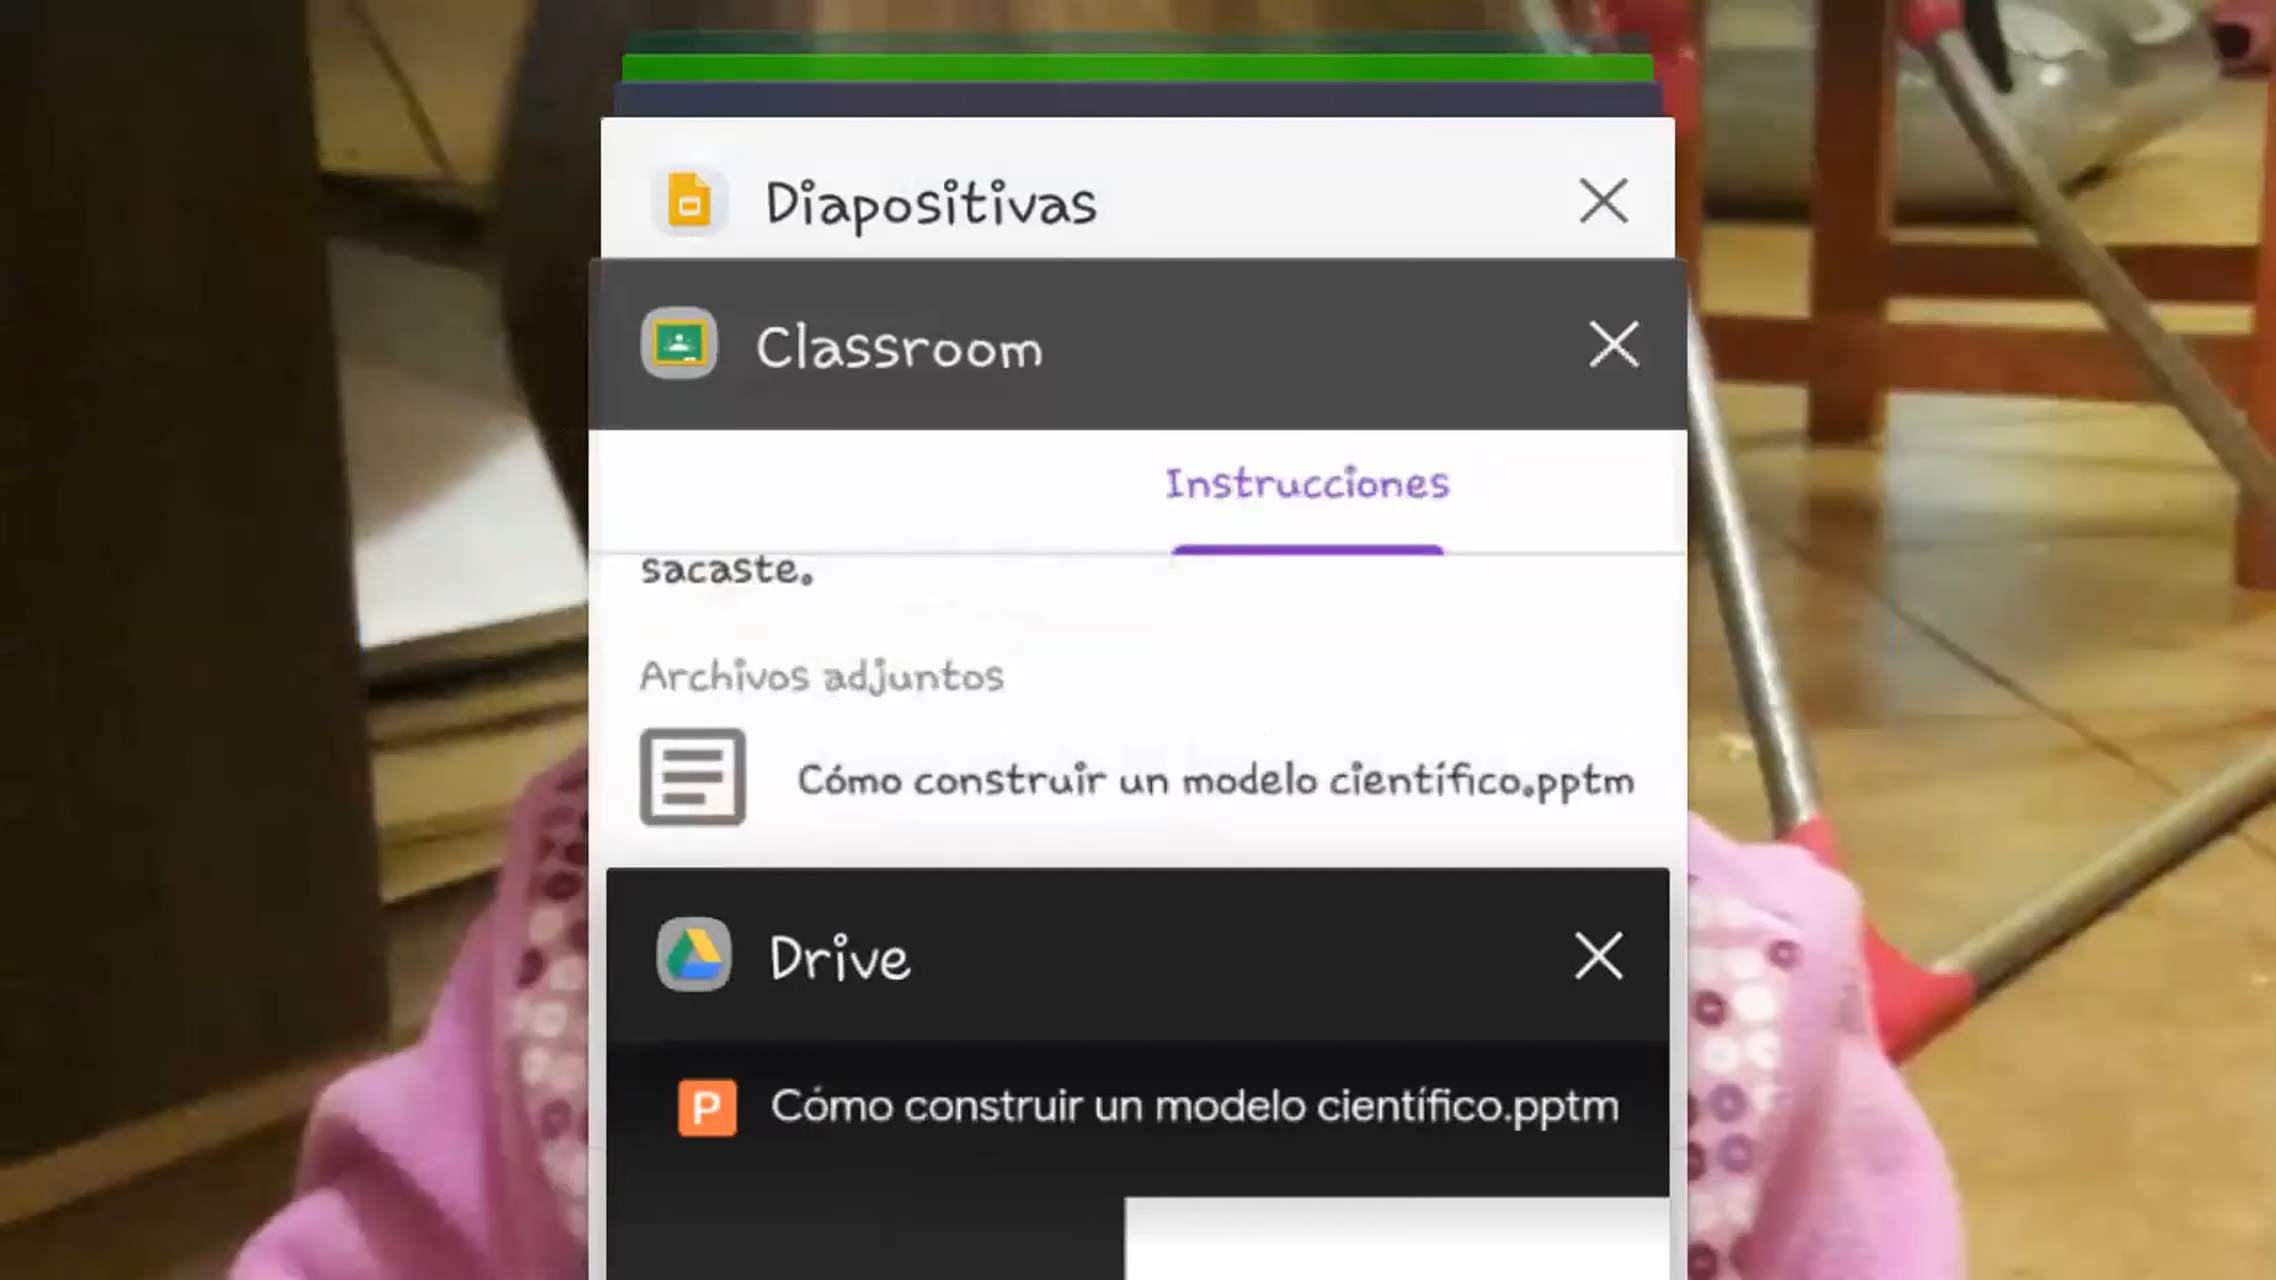 Diapositivas
Classroom
Instrucciones
sacaste.
Archivos adjuntos
Cómo construir un modelo científico.pptm
Drive
P Cómo construir un modelo científico.pptm